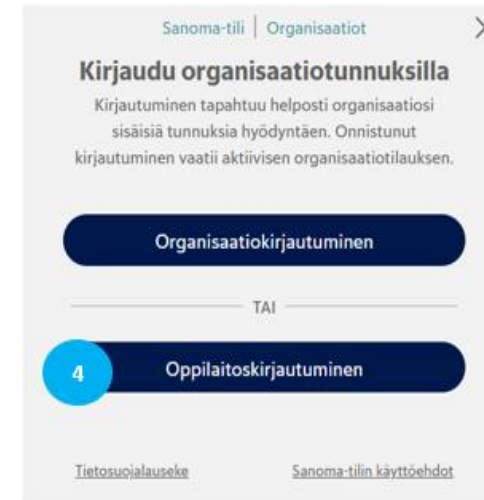 Sanoma-tili | Organisaatiot
Kirjaudu organisaatiotunnuksilla
Kirjautuminen tapahtuu helposti organisaatiosi
sisäisiä tunnuksia hyödyntäen. Onnistunut
kirjautuminen vaatii aktiivisen organisaatiotilauksen.
Organisaatiokirjautuminen
TAI
4 Oppilaitoskirjautuminen
Tietosuojalauseke Sanoma-tilin käyttöehdot